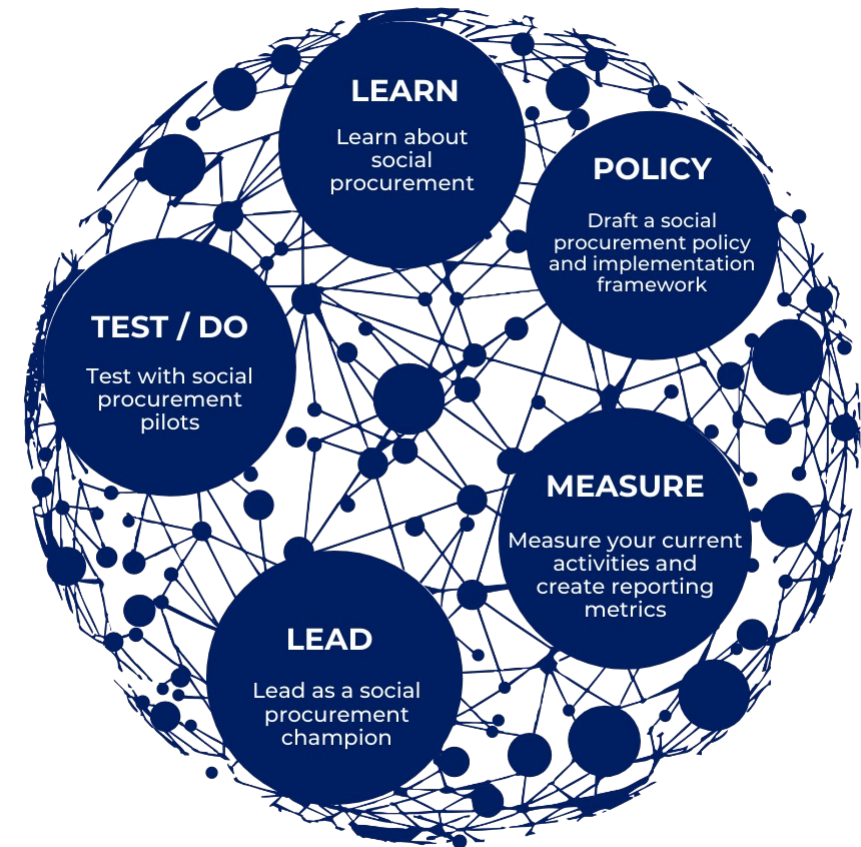 LEARN
Learn about
social
procurement
POLICY
Draft a social
procurement policy
and implementation
framework
TEST / DO
Test with social
procurement
pilots
MEASURE
Measure your current
activities and
create reporting
metrics
LEAD
Lead as a social
procurement
champion